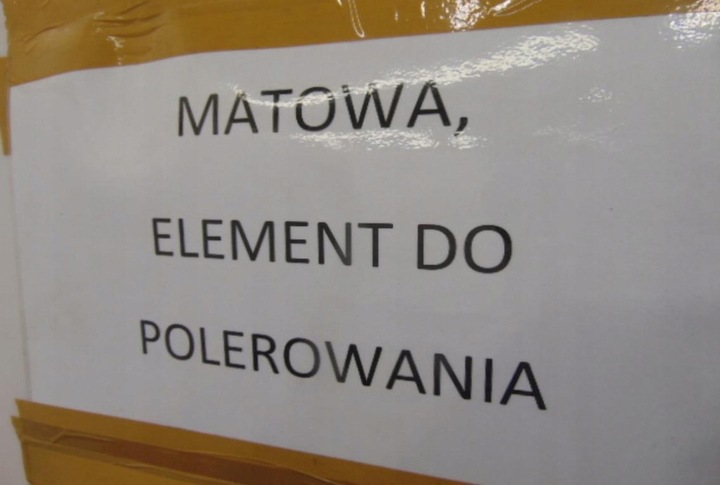 MATOWA,
ELEMENT DO
POLEROWANIA